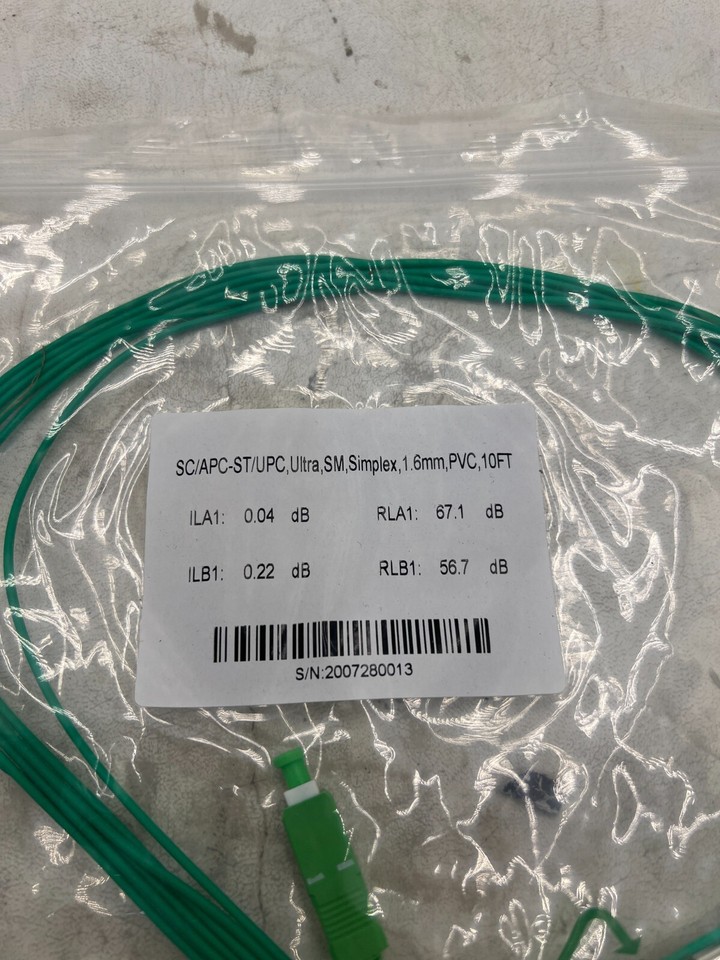 SC/APC-ST/UPC,Ultra,SM,Simplex,1.6mm,PVC,10FT
ILA1: 0.04 dB RLA1: 67.1 dB
ILB1: 0.22 dB RLB1: 56.7 dB
S/N:2007280013